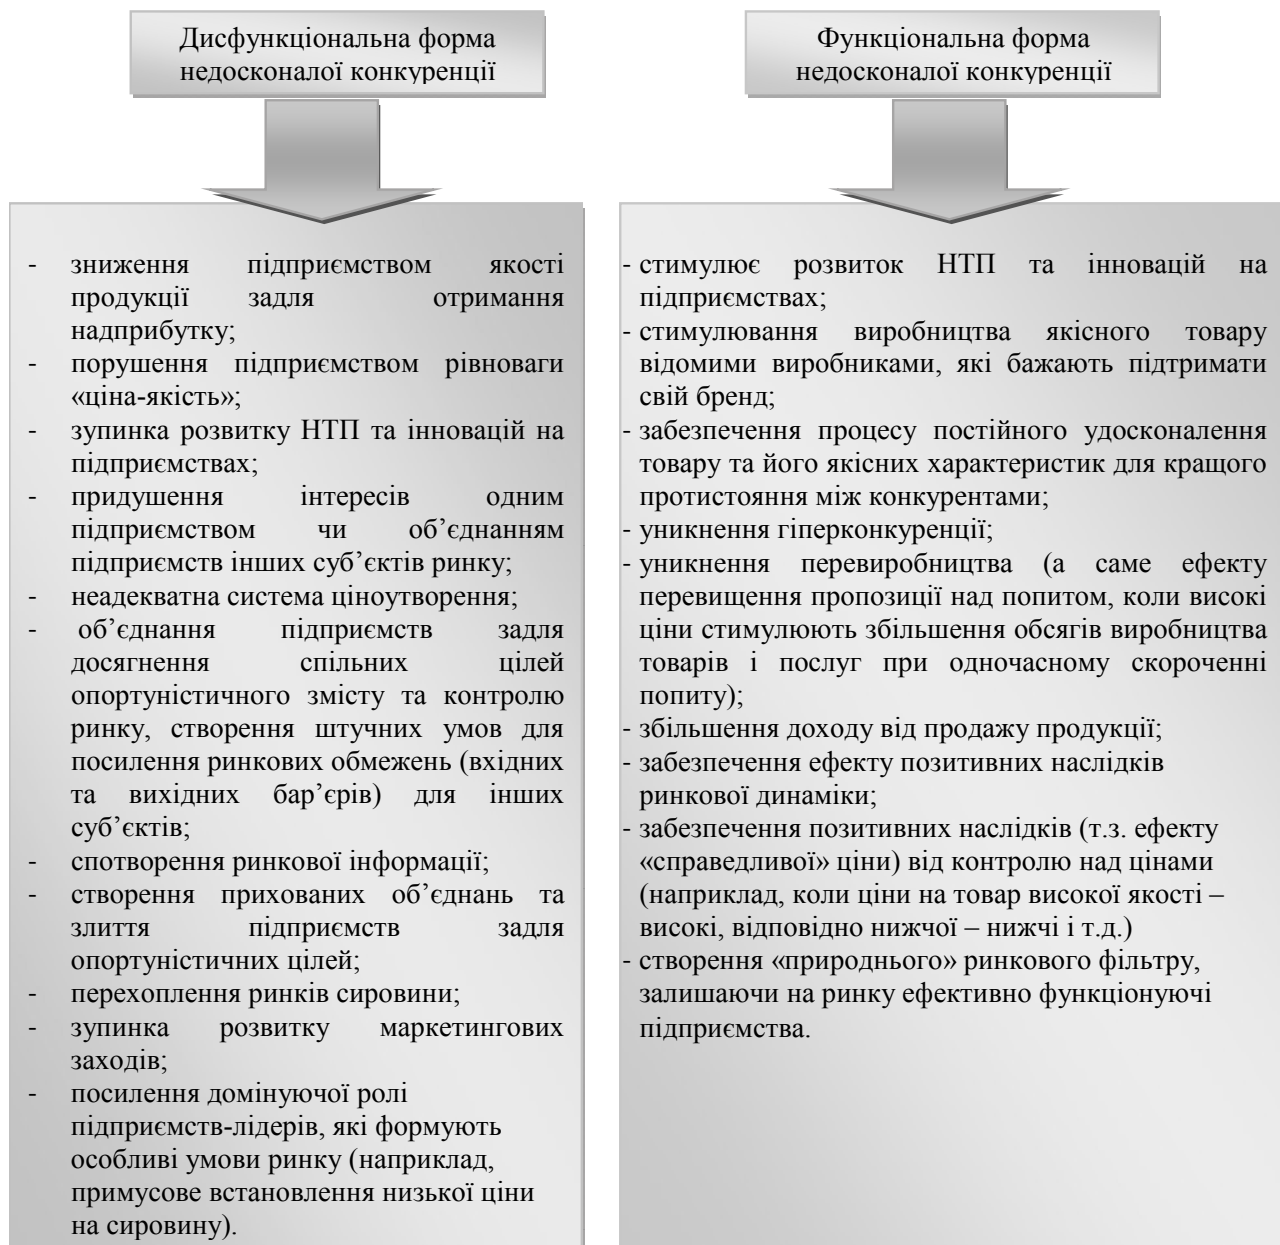 Дисфункціональна форма
недосконалої конкуренції
- зниження підприємством якості
продукції задля отримання
надприбутку;
- порушення підприємством рівноваги
«ціна-якість»;
- зупинка розвитку НТП та інновацій на
підприємствах;
- придушення інтересів одним
підприємством чи об’єднанням
підприємств інших суб’єктів ринку;
- неадекватна система ціноутворення;
- об’єднання підприємств задля
досягнення спільних цілей
опортуністичного змісту та контролю
ринку, створення штучних умов для
посилення ринкових обмежень (вхідних
та вихідних бар’єрів) для інших
суб’єктів;
- спотворення ринкової інформації;
- створення прихованих об’єднань та
злиття підприємств задля
опортуністичних цілей;
- перехоплення ринків сировини;
- зупинка розвитку маркетингових
заходів;
- посилення домінуючої ролі
підприємств-лідерів, які формують
особливі умови ринку (наприклад,
примусове встановлення низької ціни
на сировину).
Функціональна форма
недосконалої конкуренції
- стимулює розвиток НТП та інновацій на
підприємствах;
- стимулювання виробництва якісного товару
відомими виробниками, які бажають підтримати
свій бренд;
- забезпечення процесу постійного удосконалення
товару та його якісних характеристик для кращого
протистояння між конкурентами;
- уникнення гіперконкуренції;
- уникнення перевиробництва (а саме ефекту
перевищення пропозиції над попитом, коли високі
ціни стимулюють збільшення обсягів виробництва
товарів і послуг при одночасному скороченні
попиту);
- збільшення доходу від продажу продукції;
- забезпечення ефекту позитивних наслідків
ринкової динаміки;
- забезпечення позитивних наслідків (т.з. ефекту
«справедливої» ціни) від контролю над цінами
(наприклад, коли ціни на товар високої якості –
високі, відповідно нижчої – нижчі і т.д.)
- створення «природнього» ринкового фільтру,
залишаючи на ринку ефективно функціонуючі
підприємства.